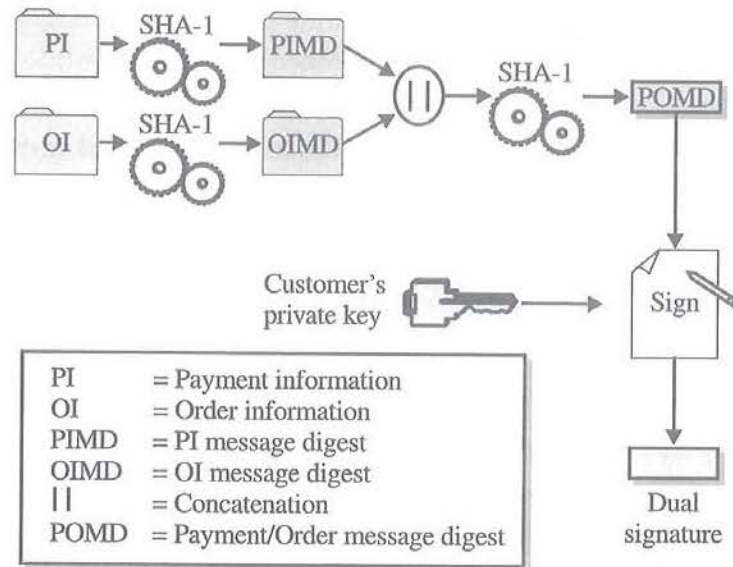 PI
SHA-1
PIMD
SHA-1
POMD
OI
SHA-1
OIMD
||
Customer's
private key
Sign
PI = Payment information
OI = Order information
PIMD = PI message digest
OIMD = OI message digest
|| = Concatenation
POMD = Payment/Order message digest
Dual
signature